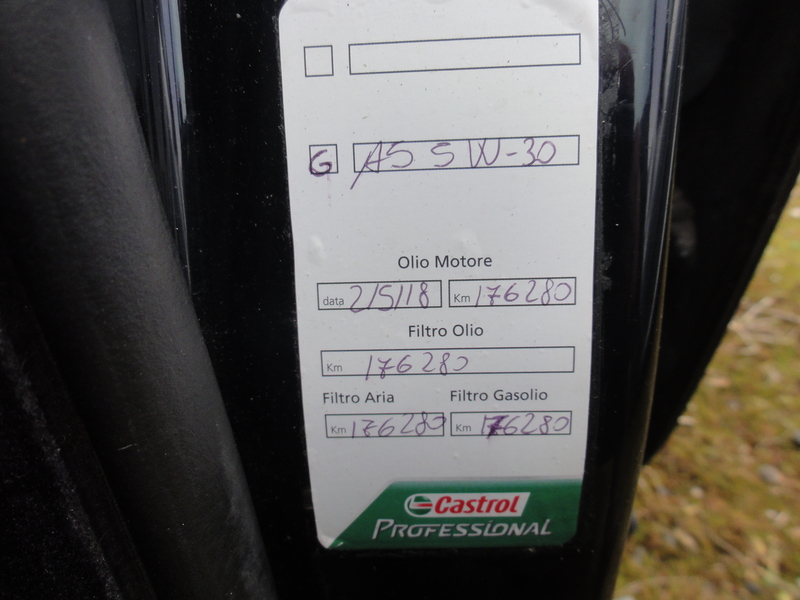 G A5 5W-30
Olio Motore
data 2/5/18 Km 176280
Filtro Olio
Km 176280
Filtro Aria Filtro Gasolio
Km 176280 Km 176280
Castrol
PROFESSIONAL